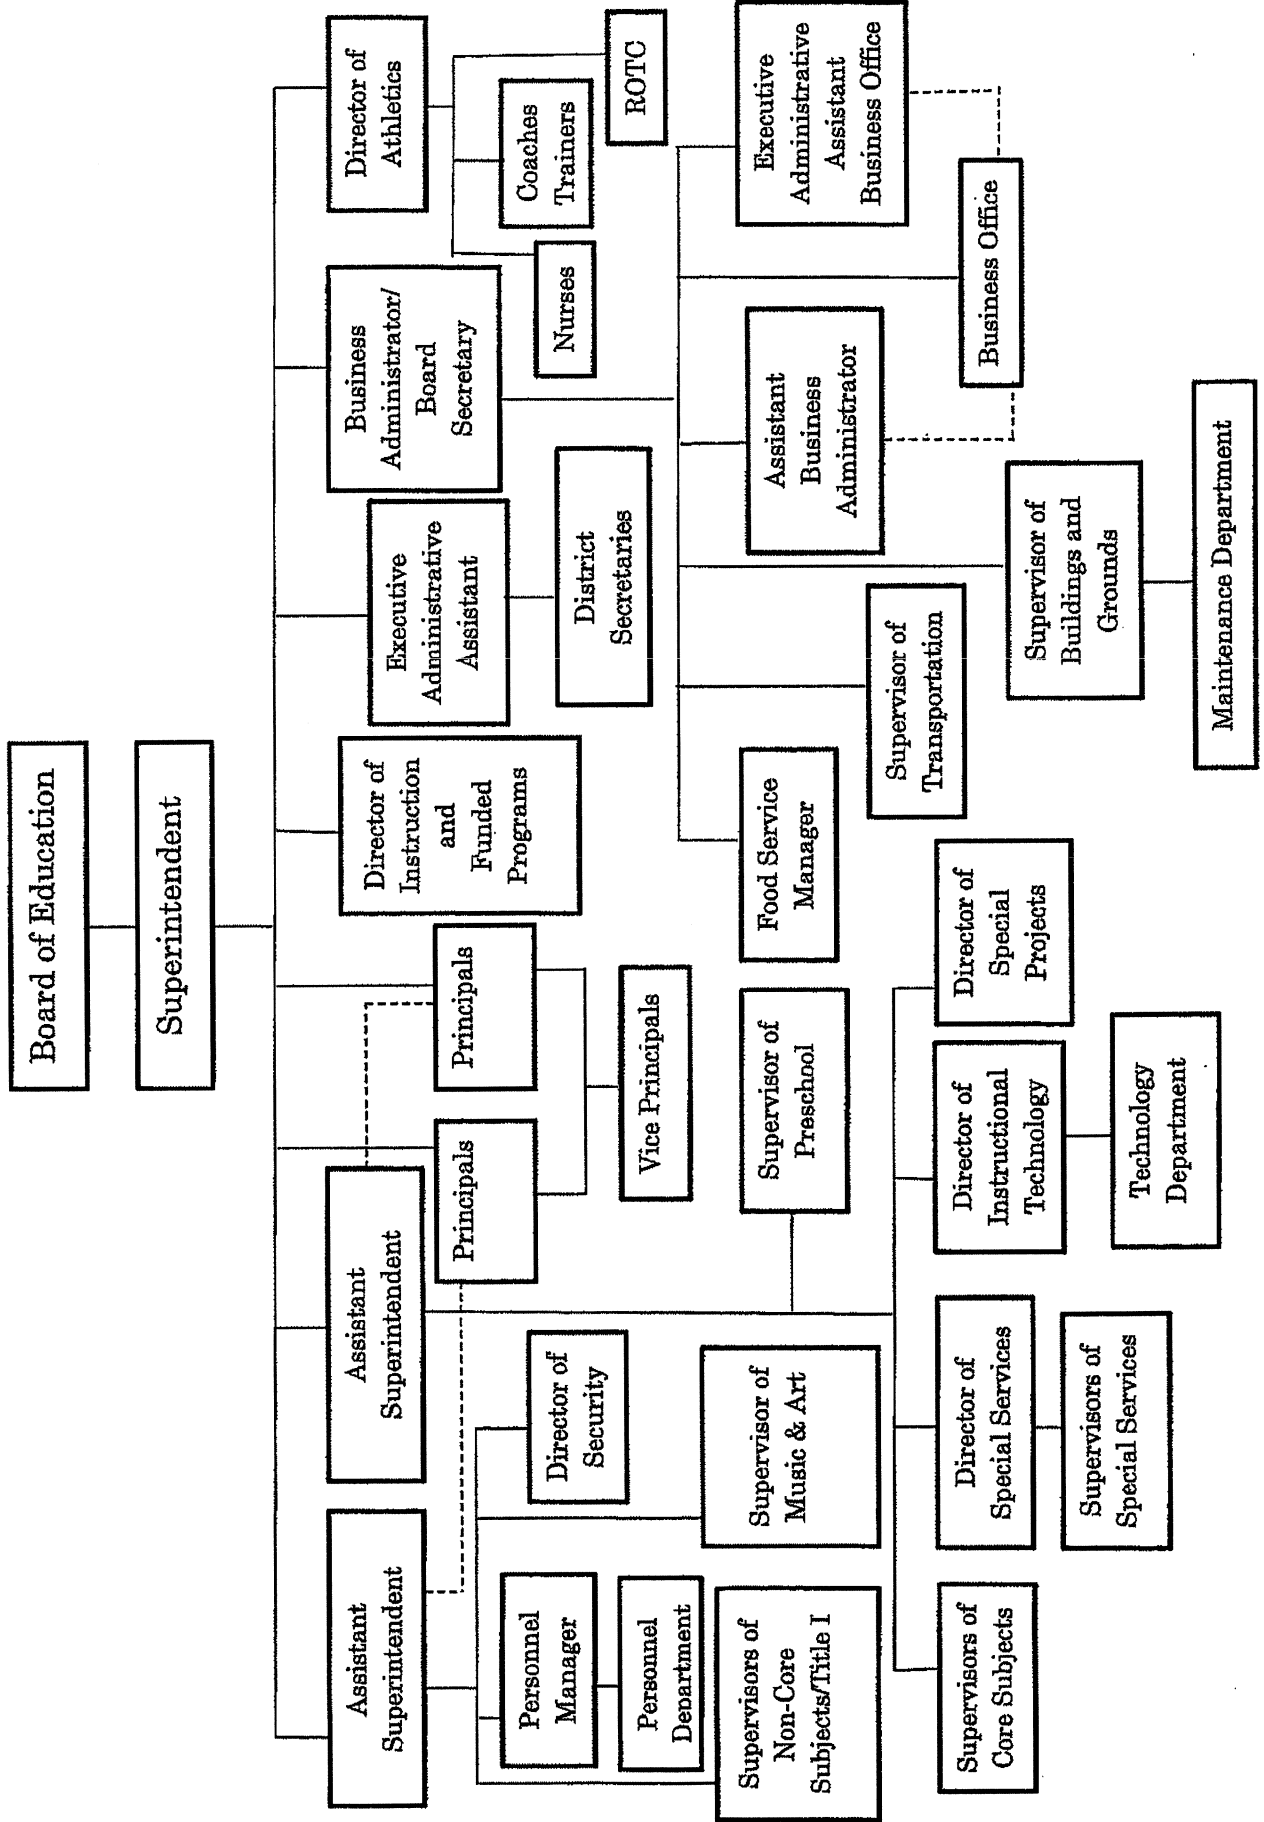 Board of Education
Superintendent
Assistant
Superintendent
Assistant
Superintendent
Principals
Principals
Vice Principals
Director of
Instruction
and
Funded
Programs
Executive
Administrative
Assistant
District
Secretaries
Business
Administrator/
Board
Secretary
Director of
Athletics
Nurses
Coaches
Trainers
ROTC
Personnel
Manager
Personnel
Department
Director of
Security
Supervisors of
Non-Core
Subjects/Title I
Supervisor of
Music & Art
Supervisor of
Preschool
Supervisors of
Core Subjects
Director of
Special Services
Supervisors of
Special Services
Director of
Instructional
Technology
Technology
Department
Director of
Special
Projects
Food Service
Manager
Supervisor of
Transportation
Supervisor of
Buildings and
Grounds
Maintenance Department
Assistant
Business
Administrator
Business Office
Executive
Administrative
Assistant
Business Office